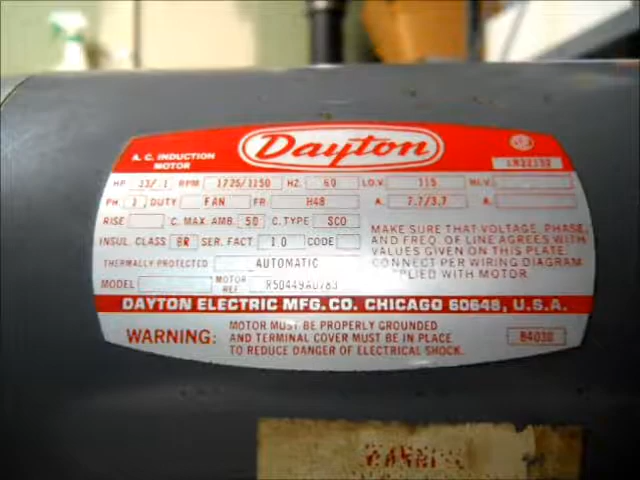 Dayton
A.C. INDUCTION
MOTOR
HP RPM 1725/1150 HZ. 60 LO.V. 115 HI.V.
PH. 1 DUTY FAN FR. H48 A. 7.7/3.7 A.
RISE C. MAX. AMB. 50 C. TYPE SCO
INSUL CLASS BR SER. FACT. 1 0 CODE
THERMALLY PROTECTED AUTOMATIC
MODEL MOTOR REF.
MAKE SURE THAT VOLTAGE, PHASE,
AND FREQ. OF LINE AGREES WITH
VALUES GIVEN ON THIS PLATE.
CONNECT PER WIRING DIAGRAM
PLIED WITH MOTOR
DAYTON ELECTRIC MFG. CO. CHICAGO 60648, U.S.A.
WARNING: MOTOR MUST BE PROPERLY GROUNDED
AND TERMINAL COVER MUST BE IN PLACE
TO REDUCE DANGER OF ELECTRICAL SHOCK.